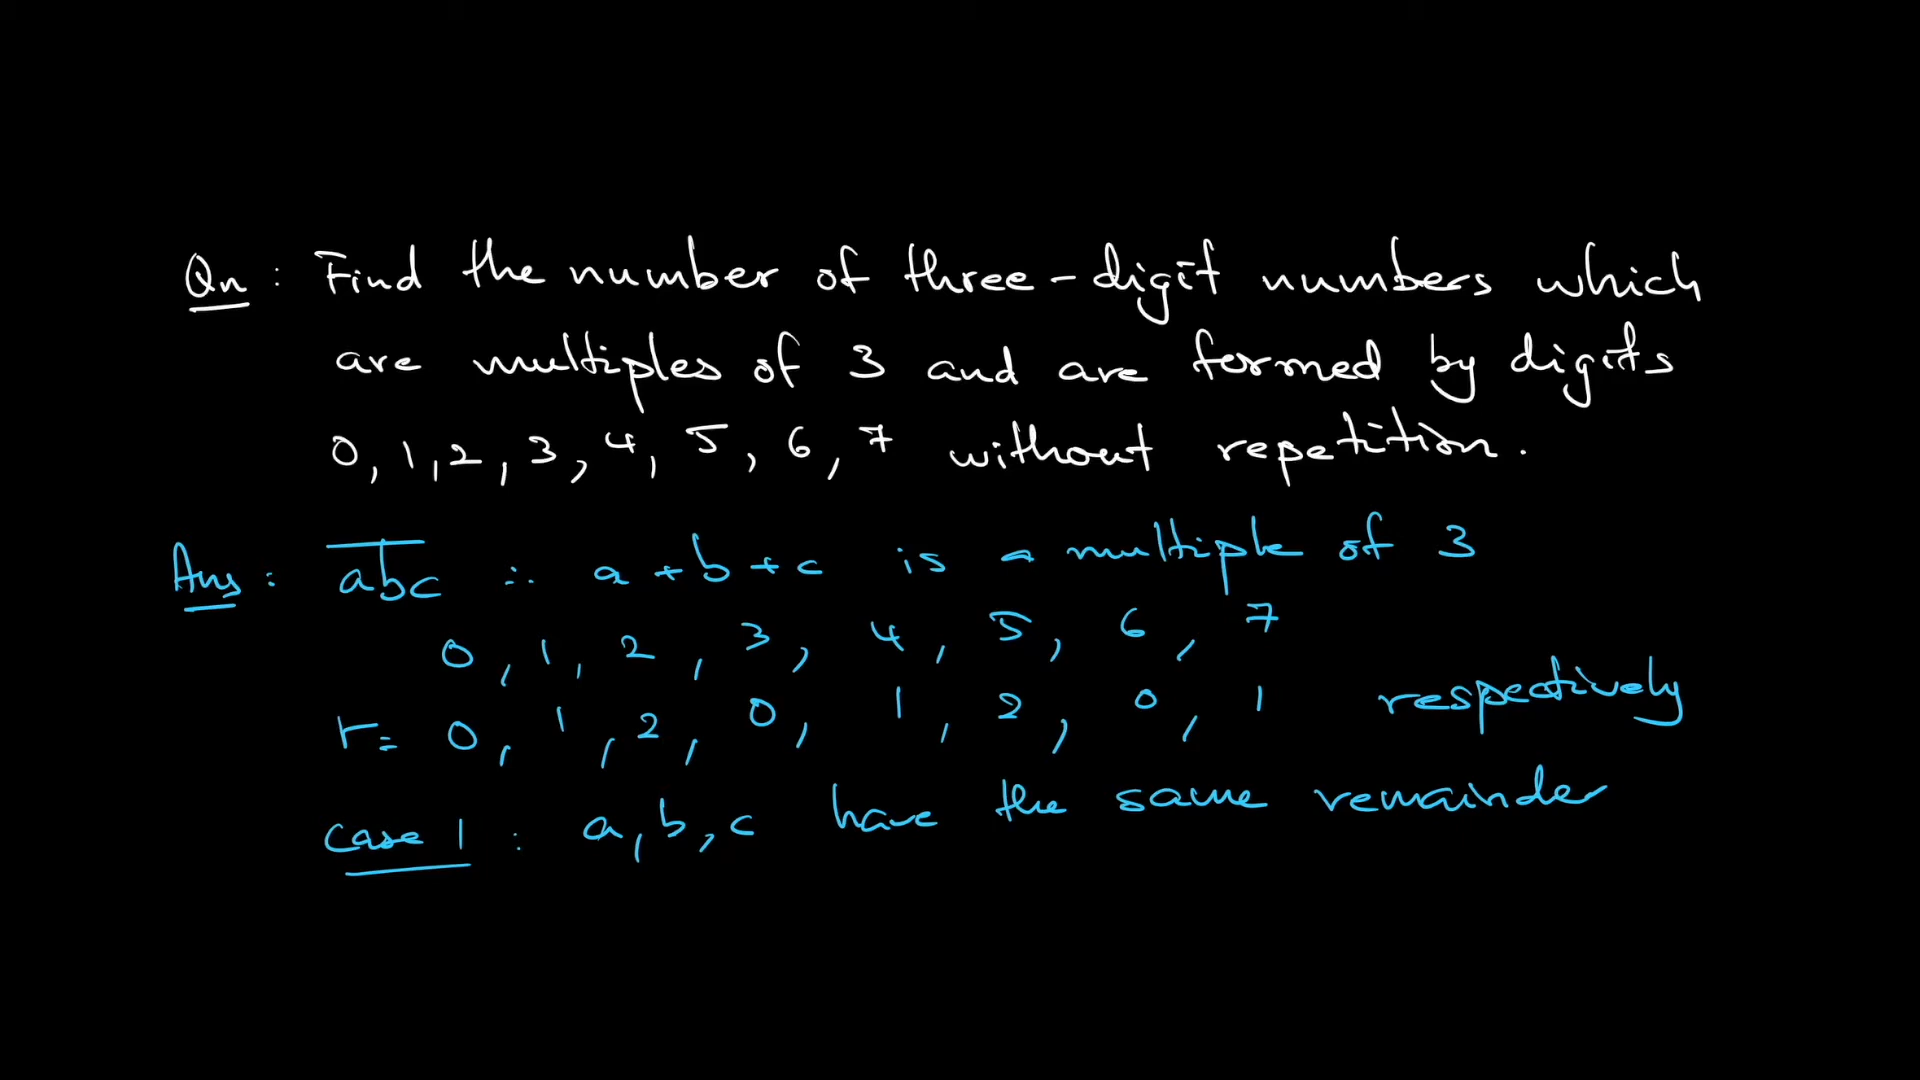 Qn : Find the number of three-digit numbers which
are multiples of 3 and are formed by digits
0, 1, 2, 3, 4, 5, 6, 7 without repetition.
Ans : a͞b͞c ∴ a + b + c is a multiple of 3
0, 1, 2, 3, 4, 5, 6, 7
r = 0, 1, 2, 0, 1, 2, 0, 1 respectively
case 1 : a, b, c have the same remainder